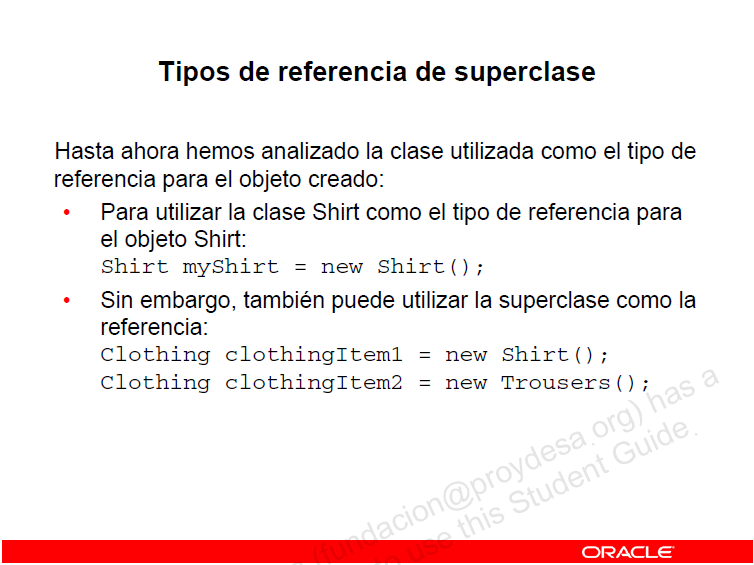 Tipos de referencia de superclase
Hasta ahora hemos analizado la clase utilizada como el tipo de
referencia para el objeto creado:
• Para utilizar la clase Shirt como el tipo de referencia para
el objeto Shirt:
Shirt myShirt = new Shirt();
• Sin embargo, también puede utilizar la superclase como la
referencia:
Clothing clothingItem1 = new Shirt();
Clothing clothingItem2 = new Trousers();
(fundacion@proydesa.org) has a
to use this Student Guide.
ORACLE